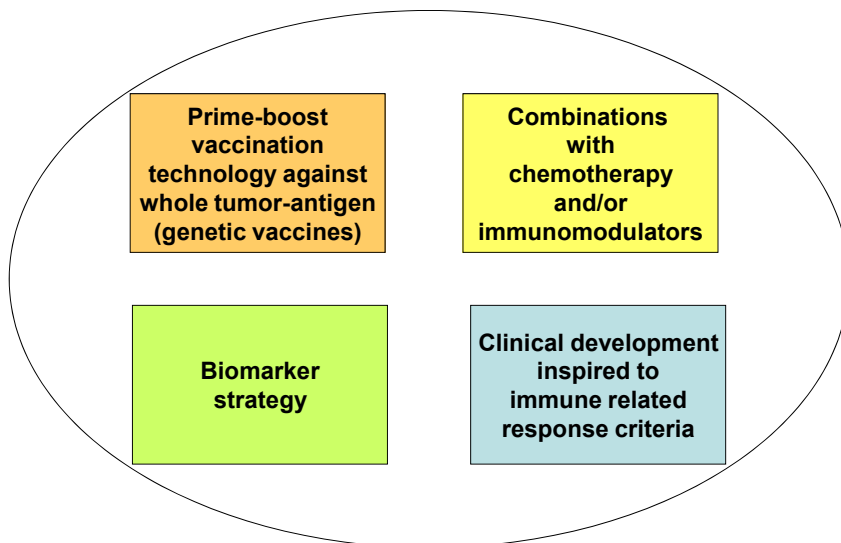 Prime-boost
vaccination
technology against
whole tumor-antigen
(genetic vaccines)
Combinations
with
chemotherapy
and/or
immunomodulators
Biomarker
strategy
Clinical development
inspired to
immune related
response criteria